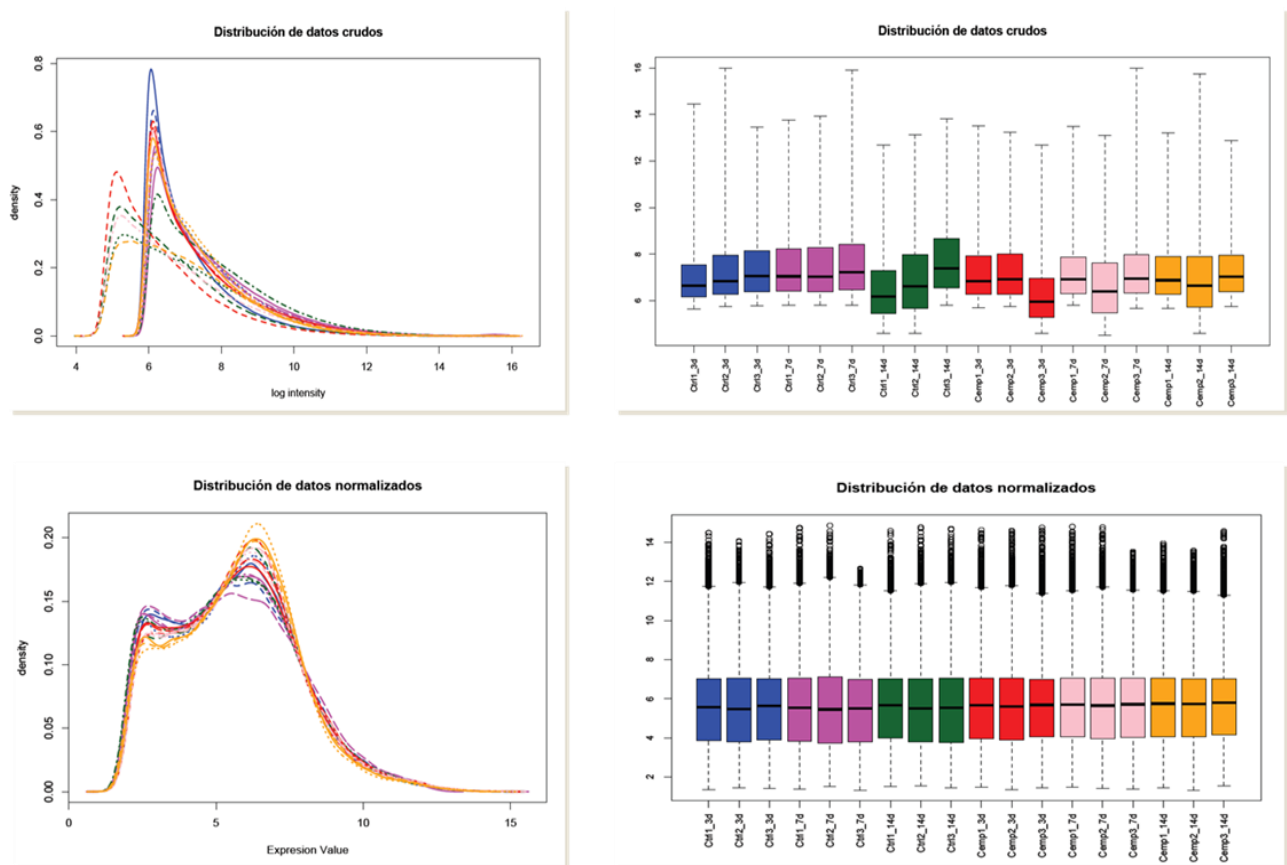 Distribución de datos crudos
density
0.0
0.2
0.4
0.6
0.8
4
6
8
10
12
14
16
log intensity
Distribución de datos crudos
6
8
10
12
14
16
Ctrl1_3d
Ctrl2_3d
Ctrl3_3d
Ctrl1_7d
Ctrl2_7d
Ctrl3_7d
Ctrl1_14d
Ctrl2_14d
Ctrl3_14d
Cemp1_3d
Cemp2_3d
Cemp3_3d
Cemp1_7d
Cemp2_7d
Cemp3_7d
Cemp1_14d
Cemp2_14d
Cemp3_14d
Distribución de datos normalizados
density
0.00
0.05
0.10
0.15
0.20
0
5
10
15
Expresion Value
Distribución de datos normalizados
2
4
6
8
10
12
14
Ctrl1_3d
Ctrl2_3d
Ctrl3_3d
Ctrl1_7d
Ctrl2_7d
Ctrl3_7d
Ctrl1_14d
Ctrl2_14d
Ctrl3_14d
Cemp1_3d
Cemp2_3d
Cemp3_3d
Cemp1_7d
Cemp2_7d
Cemp3_7d
Cemp1_14d
Cemp2_14d
Cemp3_14d